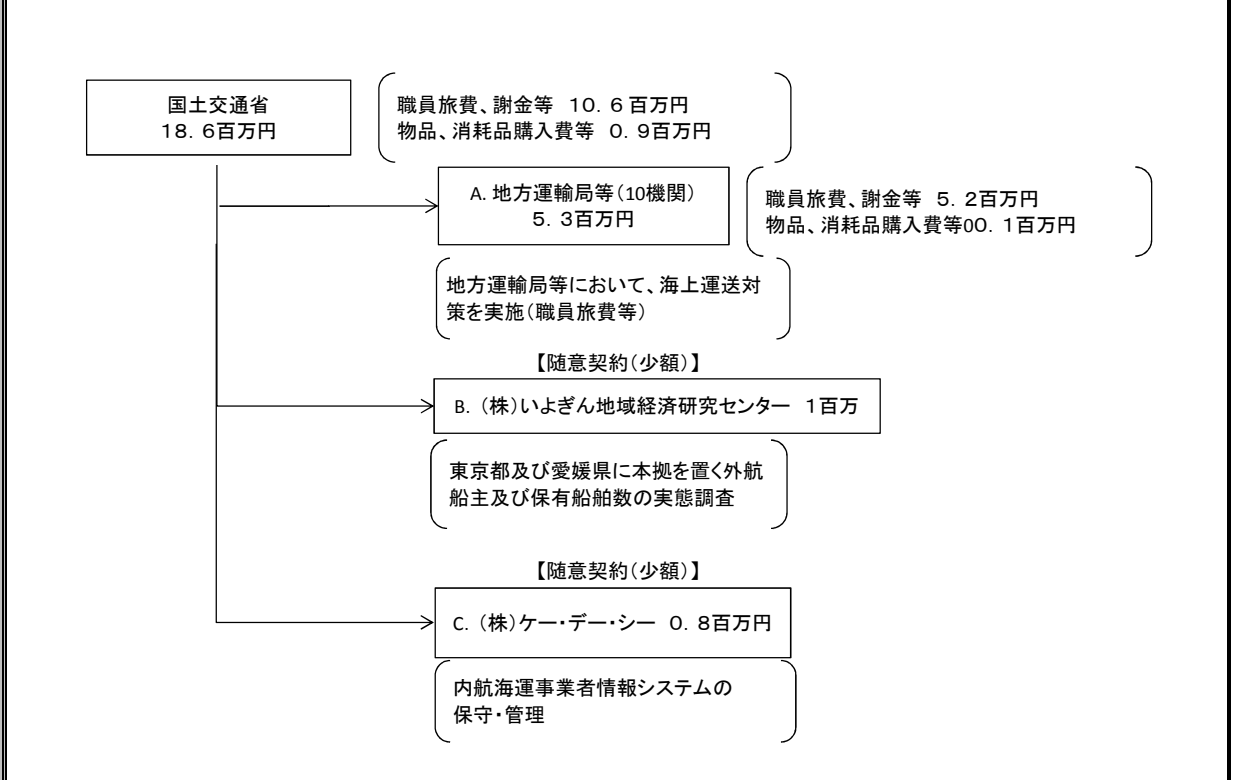 国土交通省
18.6百万円
職員旅費、謝金等 10.6百万円
物品、消耗品購入費等 0.9百万円
A. 地方運輸局等(10機関)
5.3百万円
職員旅費、謝金等 5.2百万円
物品、消耗品購入費等00.1百万円
地方運輸局等において、海上運送対
策を実施(職員旅費等)
【随意契約(少額)】
B. (株)いよぎん地域経済研究センター 1百万
東京都及び愛媛県に本拠を置く外航
船主及び保有船舶数の実態調査
【随意契約(少額)】
C. (株)ケー・デー・シー 0.8百万円
内航海運事業者情報システムの
保守・管理